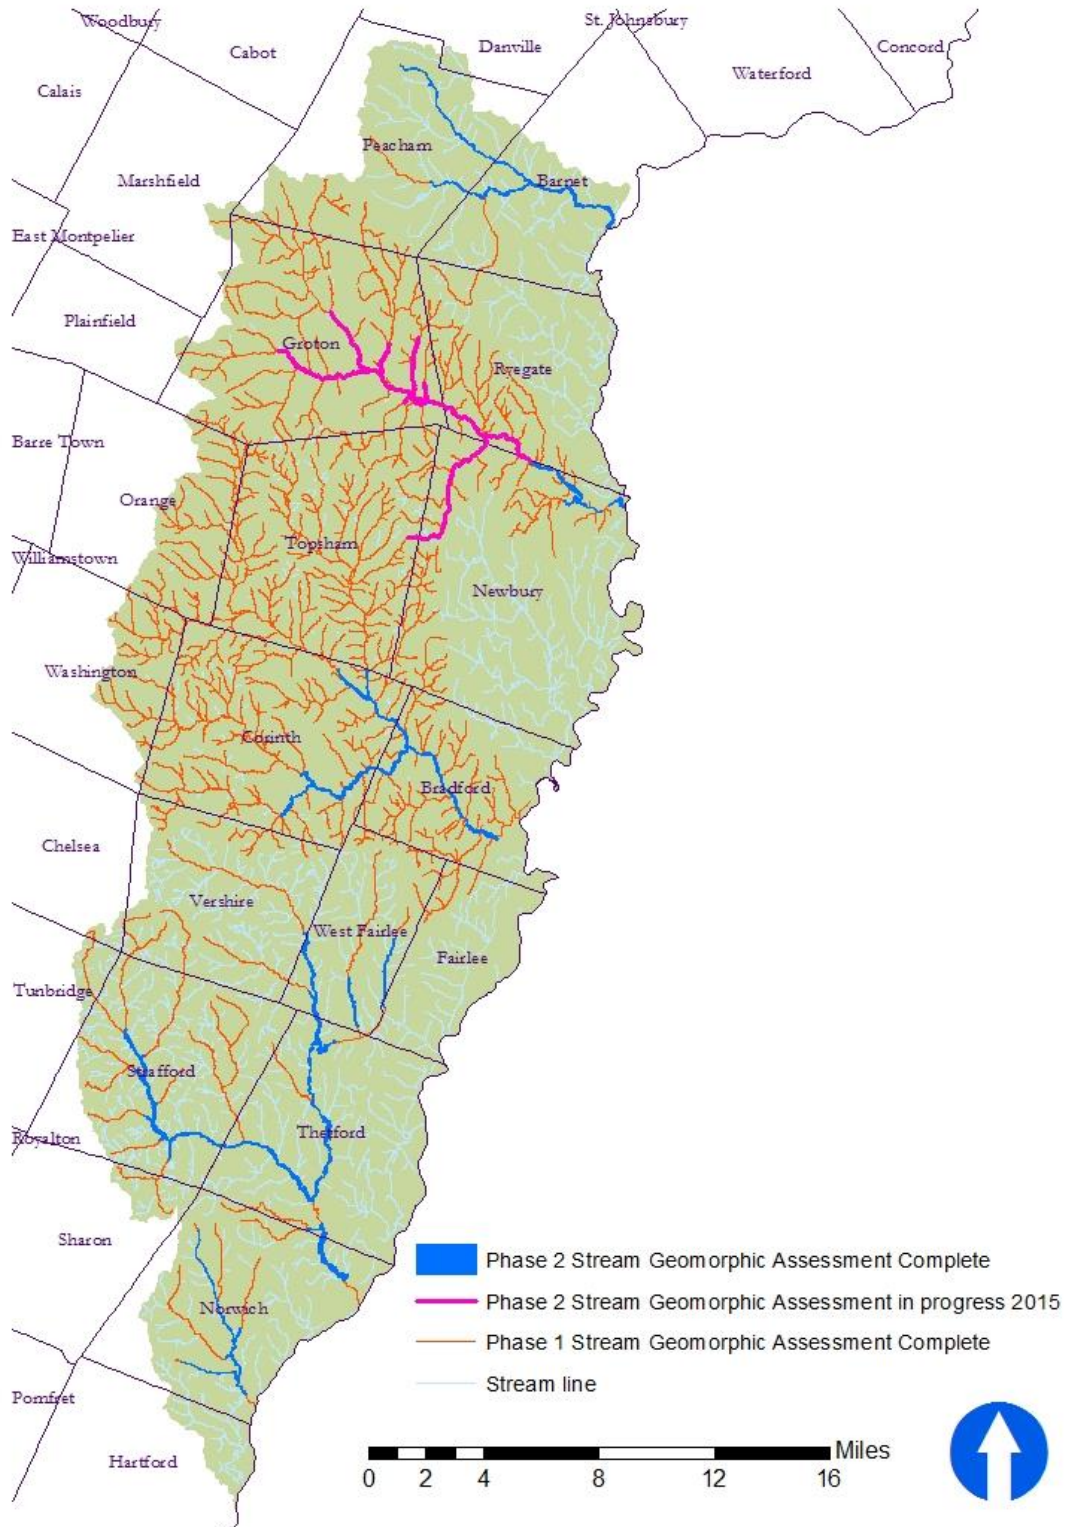 Woodbury
St. Johnsbury
Cabot
Danville
Concord
Waterford
Calais
Peacham
Marshfield
Barnet
East Montpelier
Plainfield
Groton
Ryegate
Barre Town
Orange
Topsham
Williamstown
Newbury
Washington
Corinth
Bradford
Chelsea
Vershire
West Fairlee
Fairlee
Tunbridge
Strafford
Thetford
Royalton
Sharon
Norwich
Pomfret
Hartford
Phase 2 Stream Geomorphic Assessment Complete
Phase 2 Stream Geomorphic Assessment in progress 2015
Phase 1 Stream Geomorphic Assessment Complete
Stream line
Miles
0 2 4 8 12 16